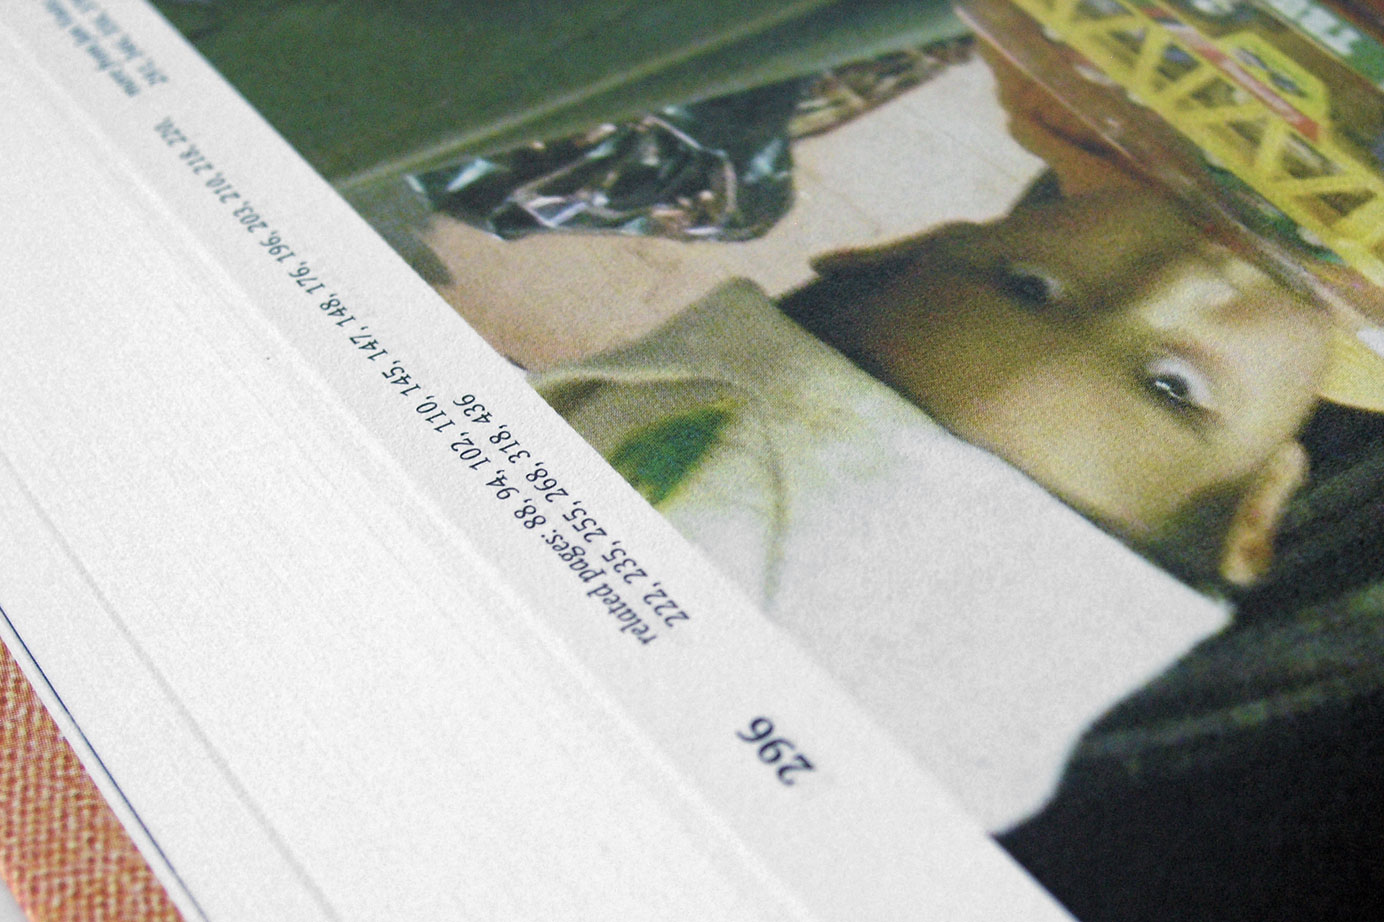 related pages: 88, 94, 102, 110, 145, 147, 148, 176, 196, 203, 210, 218, 220,
222, 235, 255, 268, 318, 436
296